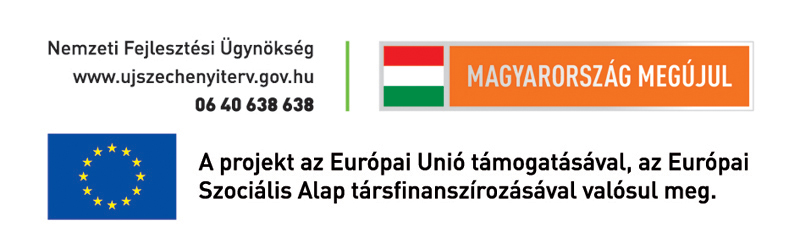 Nemzeti Fejlesztési Ügynökség
www.ujszechenyiterv.gov.hu
06 40 638 638
MAGYARORSZÁG MEGÚJUL
A projekt az Európai Unió támogatásával, az Európai
Szociális Alap társfinanszírozásával valósul meg.